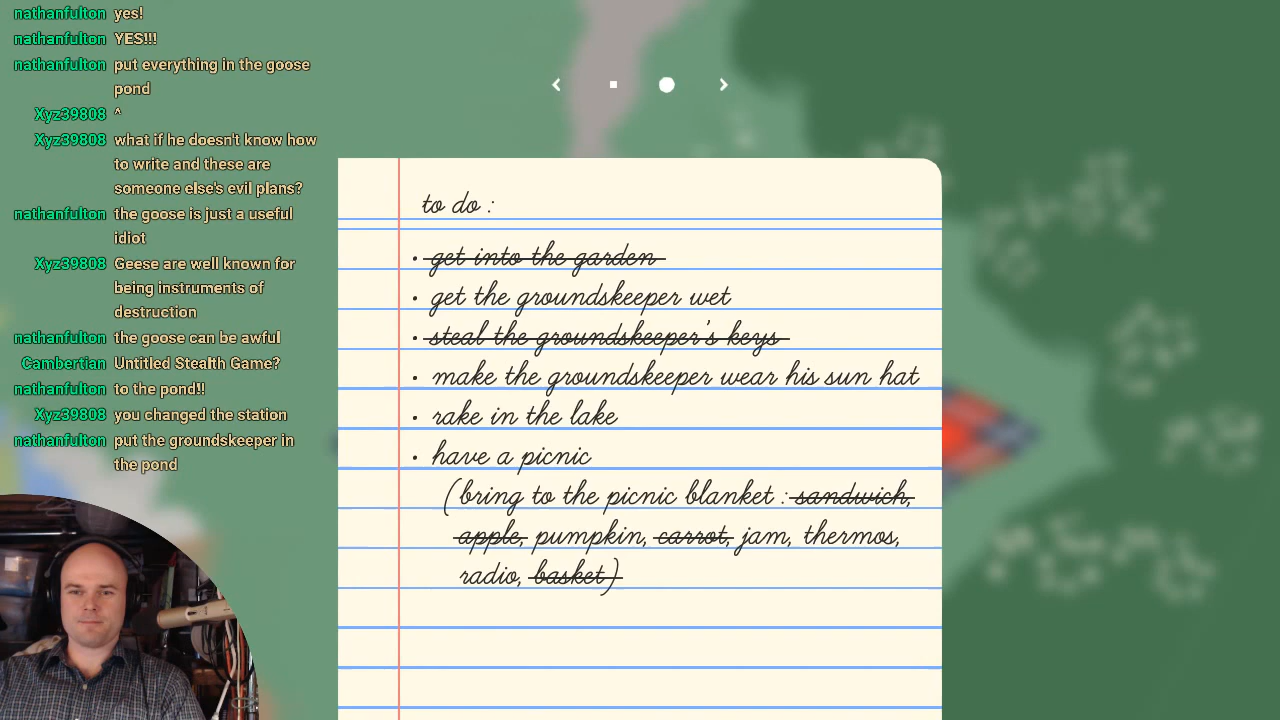 nathanfulton yes!
nathanfulton YES!!!
nathanfulton put everything in the goose
pond
Xyz39808 ^
Xyz39808 what if he doesn't know how
to write and these are
someone else's evil plans?
nathanfulton the goose is just a useful
idiot
Xyz39808 Geese are well known for
being instruments of
destruction
nathanfulton the goose can be awful
Cambertian Untitled Stealth Game?
nathanfulton to the pond!!
Xyz39808 you changed the station
nathanfulton put the groundskeeper in
the pond
to do :
• get into the garden
• get the groundskeeper wet
• steal the groundskeeper's keys
• make the groundskeeper wear his sun hat
• rake in the lake
• have a picnic
(bring to the picnic blanket : sandwich,
apple, pumpkin, carrot, jam, thermos,
radio, basket)